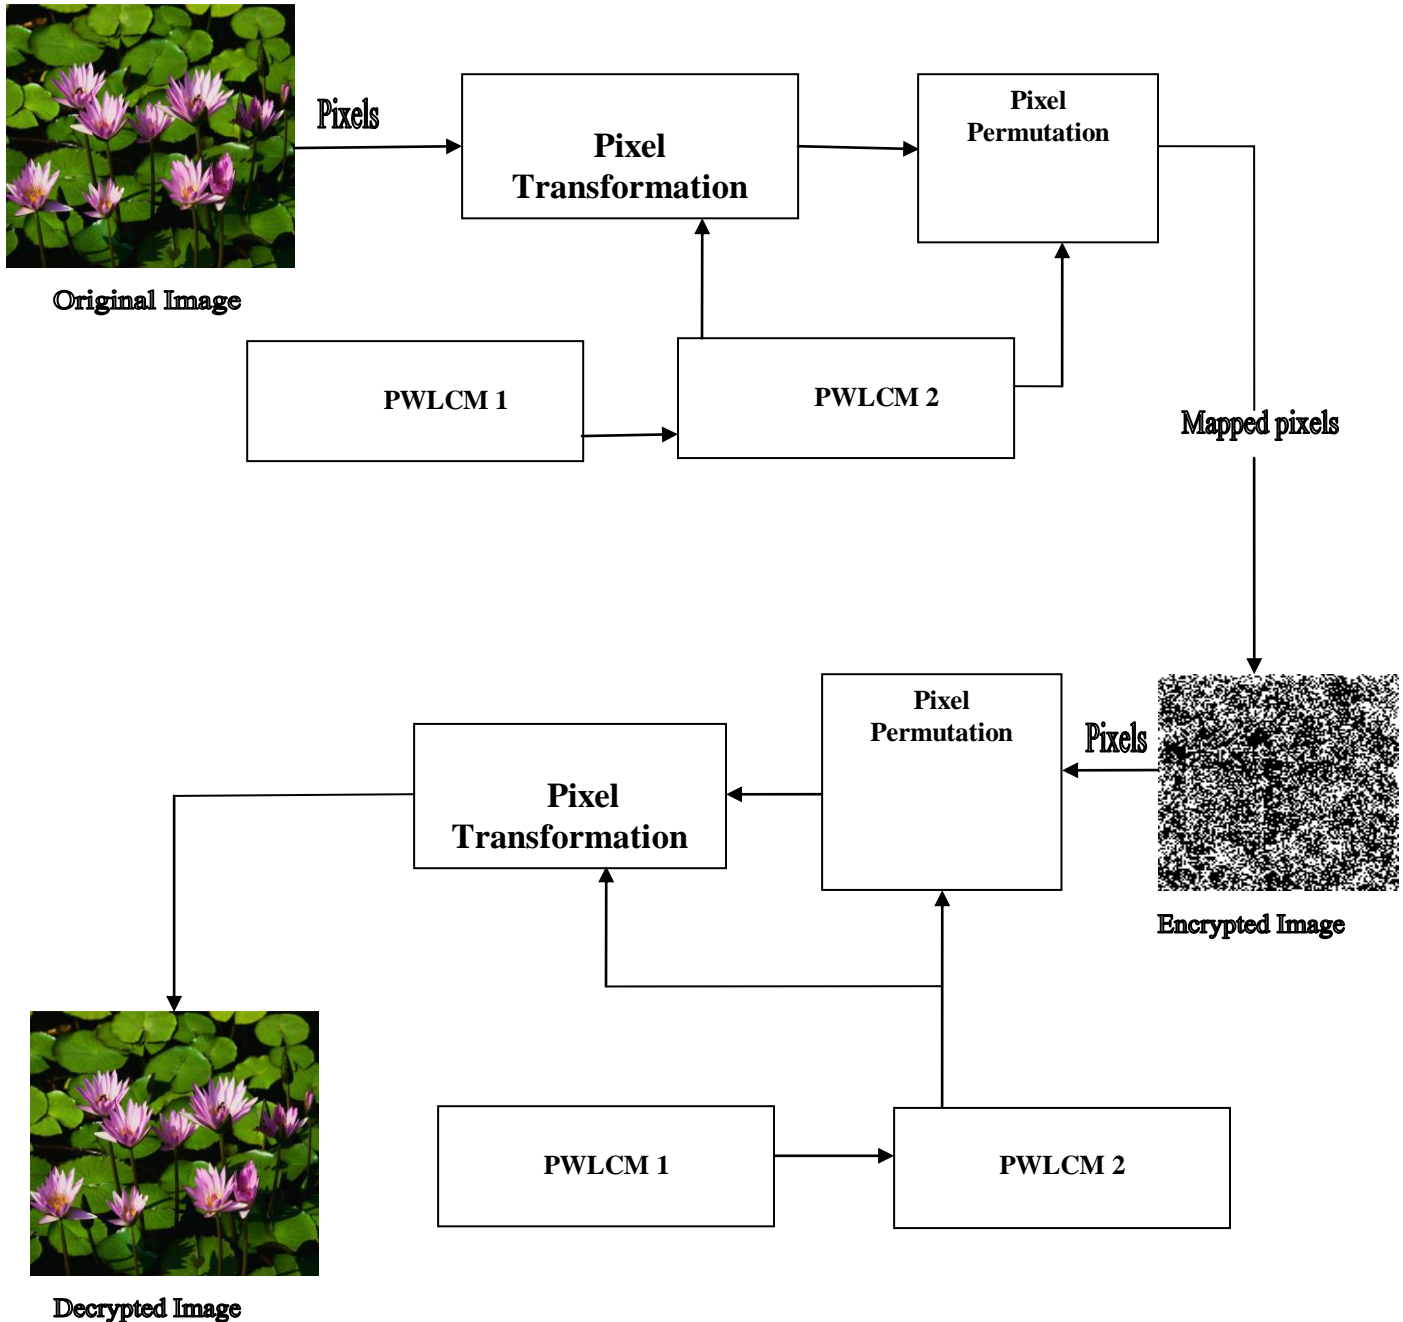 Pixels
Pixel
Transformation
Pixel
Permutation
Original Image
PWLCM 1
PWLCM 2
Mapped pixels
Pixel
Permutation
Pixels
Pixel
Transformation
Encrypted Image
PWLCM 1
PWLCM 2
Decrypted Image